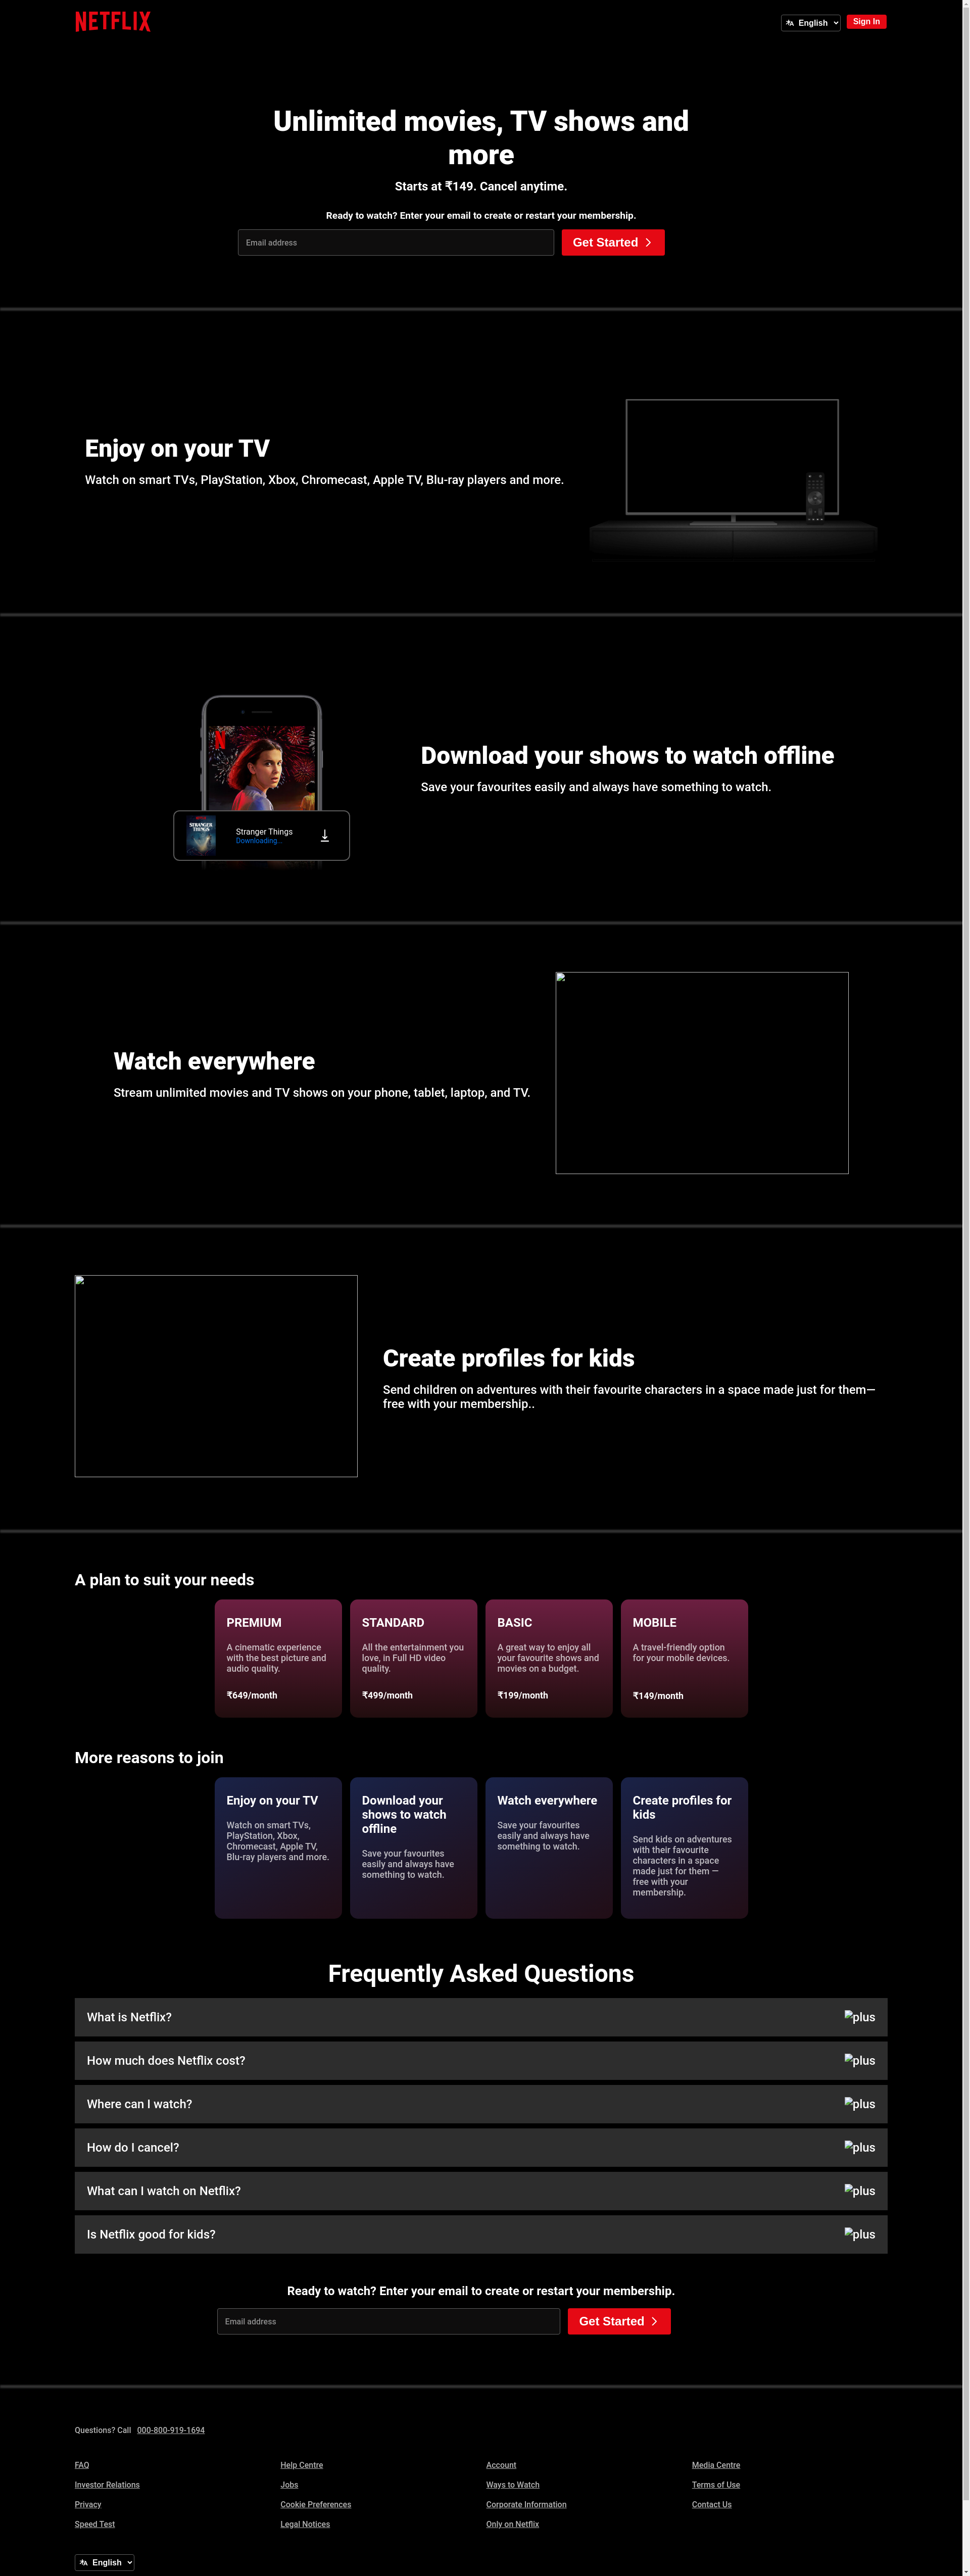 NETFLIX
English
Sign In
Unlimited movies, TV shows and
more
Starts at ₹149. Cancel anytime.
Ready to watch? Enter your email to create or restart your membership.
Email address
Get Started
Enjoy on your TV
Watch on smart TVs, PlayStation, Xbox, Chromecast, Apple TV, Blu-ray players and more.
N
STRANGER
THINGS
Stranger Things
Downloading...
Download your shows to watch offline
Save your favourites easily and always have something to watch.
Watch everywhere
Stream unlimited movies and TV shows on your phone, tablet, laptop, and TV.
Create profiles for kids
Send children on adventures with their favourite characters in a space made just for them—
free with your membership..
A plan to suit your needs
PREMIUM
A cinematic experience
with the best picture and
audio quality.
₹649/month
STANDARD
All the entertainment you
love, in Full HD video
quality.
₹499/month
BASIC
A great way to enjoy all
your favourite shows and
movies on a budget.
₹199/month
MOBILE
A travel-friendly option
for your mobile devices.
₹149/month
More reasons to join
Enjoy on your TV
Watch on smart TVs,
PlayStation, Xbox,
Chromecast, Apple TV,
Blu-ray players and more.
Download your
shows to watch
offline
Save your favourites
easily and always have
something to watch.
Watch everywhere
Save your favourites
easily and always have
something to watch.
Create profiles for
kids
Send kids on adventures
with their favourite
characters in a space
made just for them —
free with your
membership.
Frequently Asked Questions
What is Netflix?
plus
How much does Netflix cost?
plus
Where can I watch?
plus
How do I cancel?
plus
What can I watch on Netflix?
plus
Is Netflix good for kids?
plus
Ready to watch? Enter your email to create or restart your membership.
Email address
Get Started
Questions? Call 000-800-919-1694
FAQ
Help Centre
Account
Media Centre
Investor Relations
Jobs
Ways to Watch
Terms of Use
Privacy
Cookie Preferences
Corporate Information
Contact Us
Speed Test
Legal Notices
Only on Netflix
English